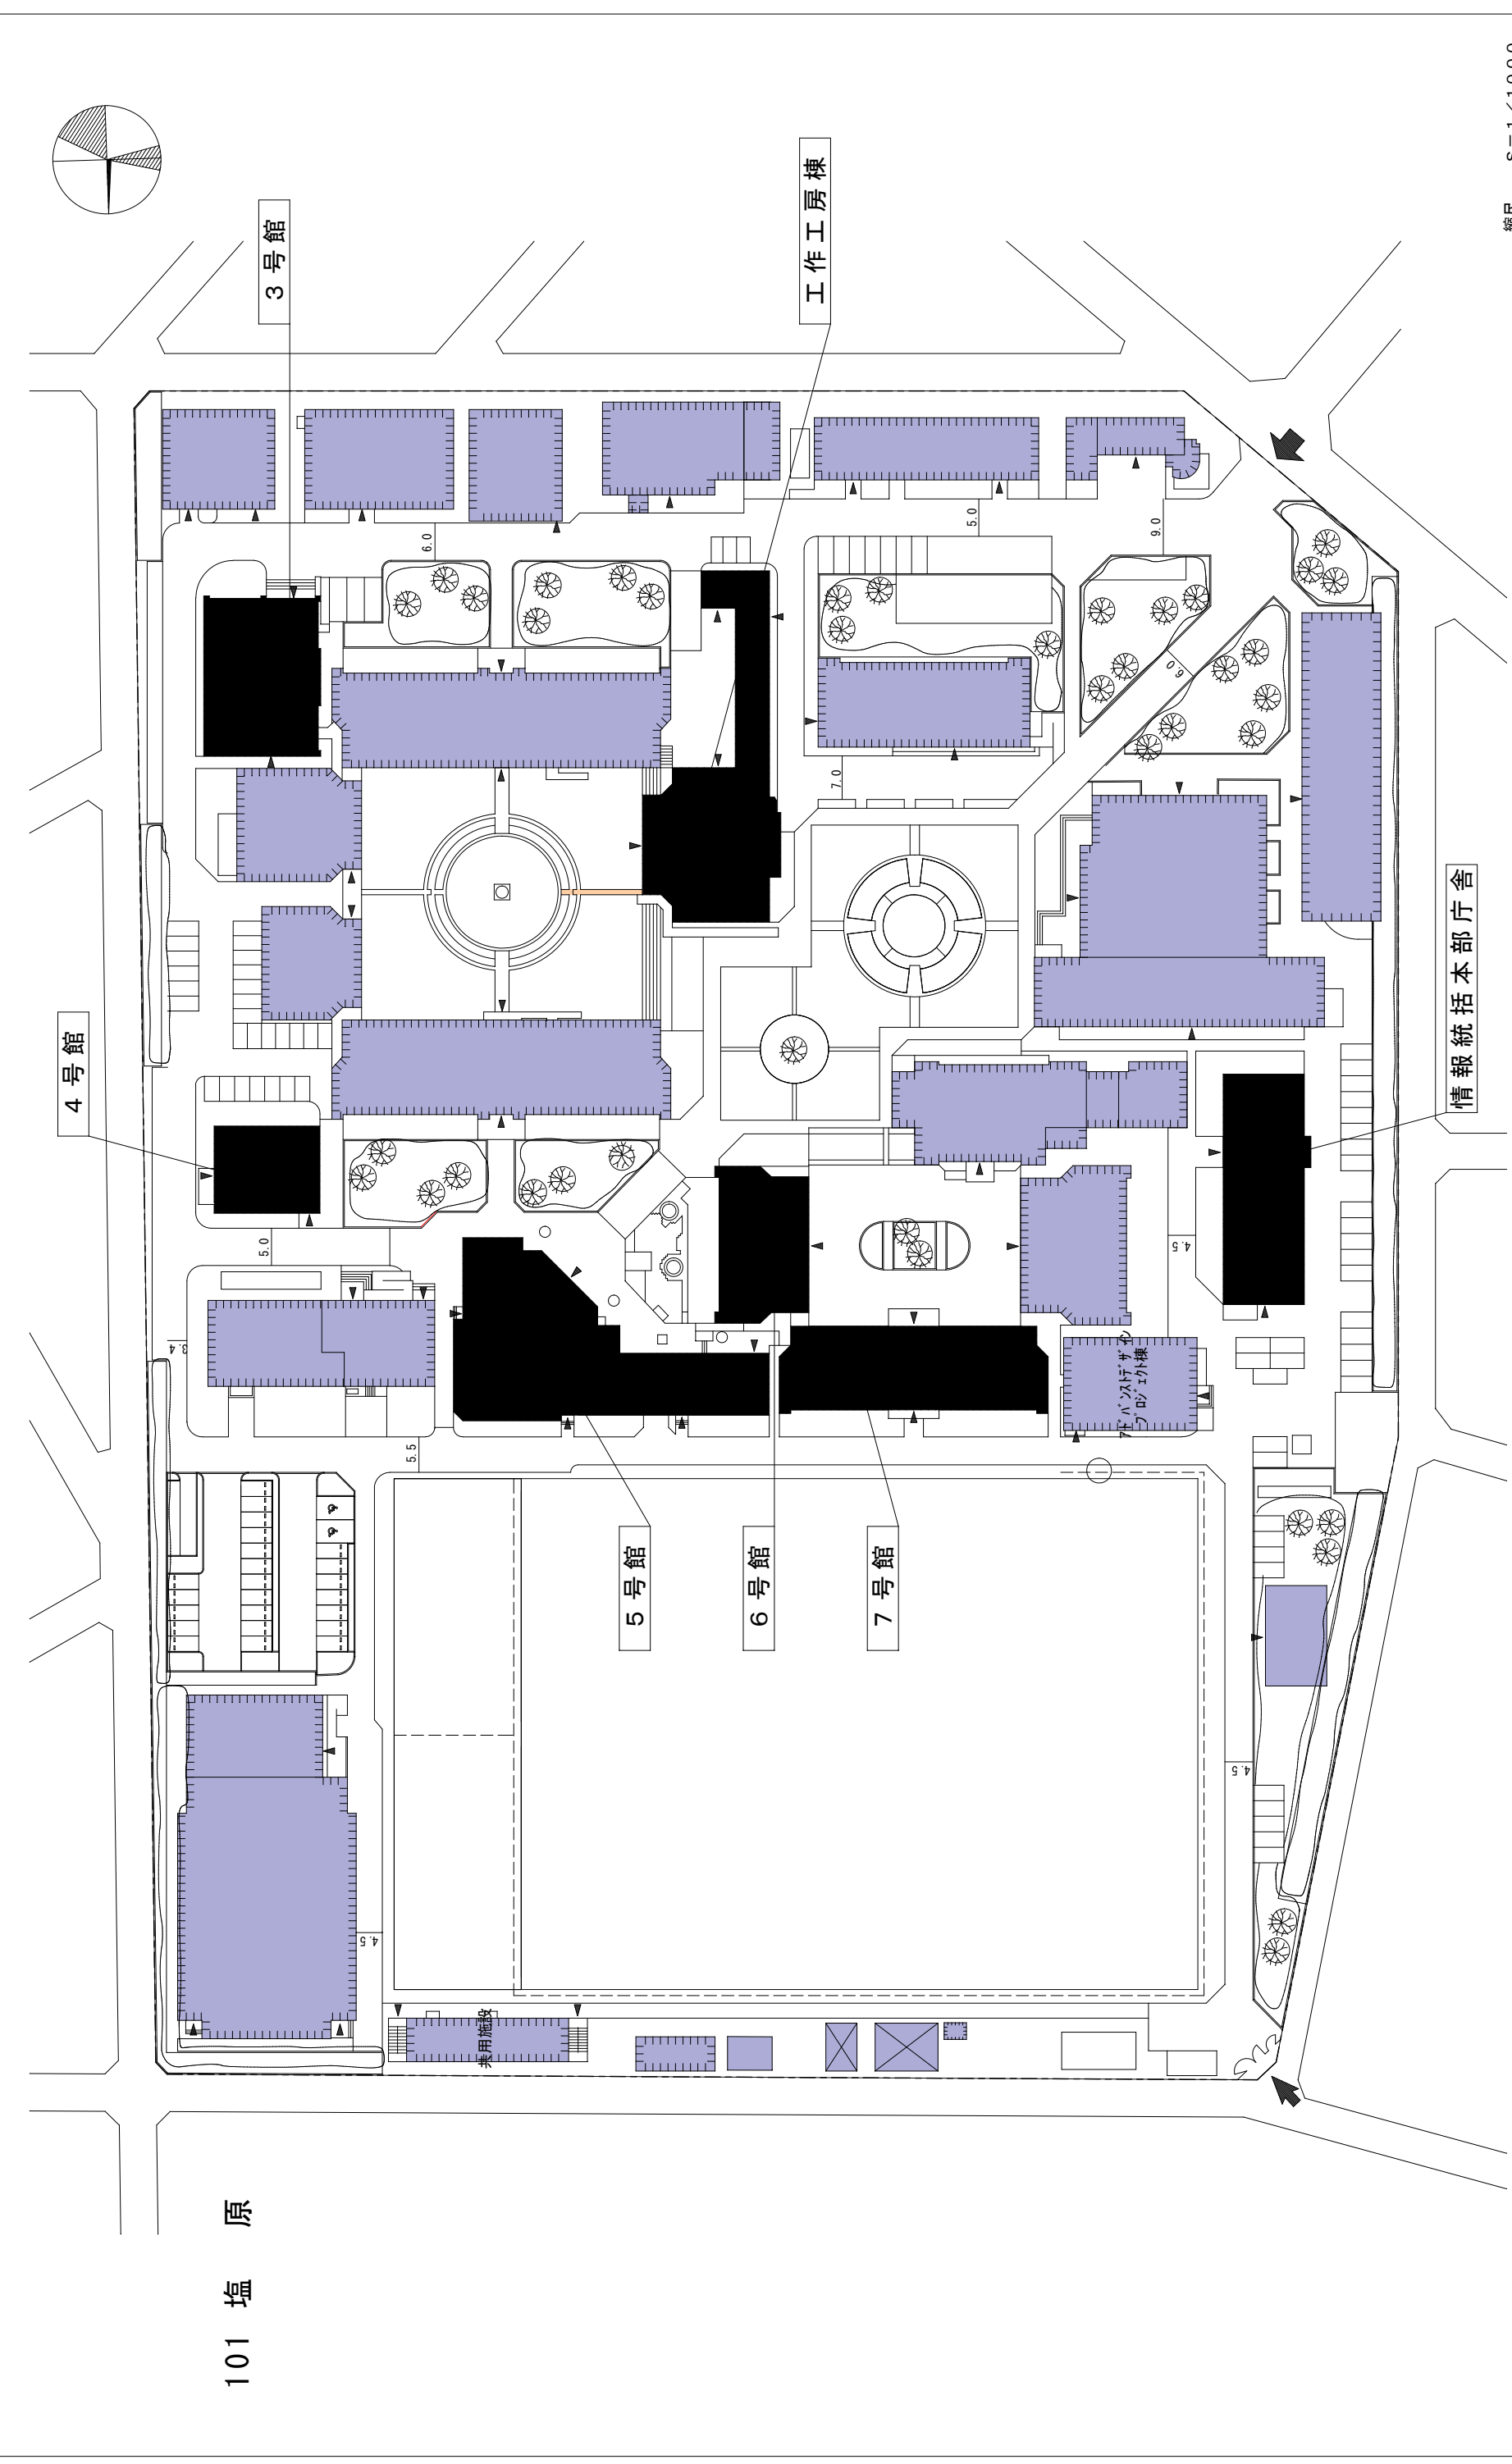 101 塩原
3号館
工作工房棟
4号館
情報統括本部庁舎
5号館
6号館
7号館
アドバンストデザイン
プロジェクト棟
共用施設
6.0
5.0
9.0
6.0
7.0
5.0
4.5
3.4
5.5
4.5
4.5